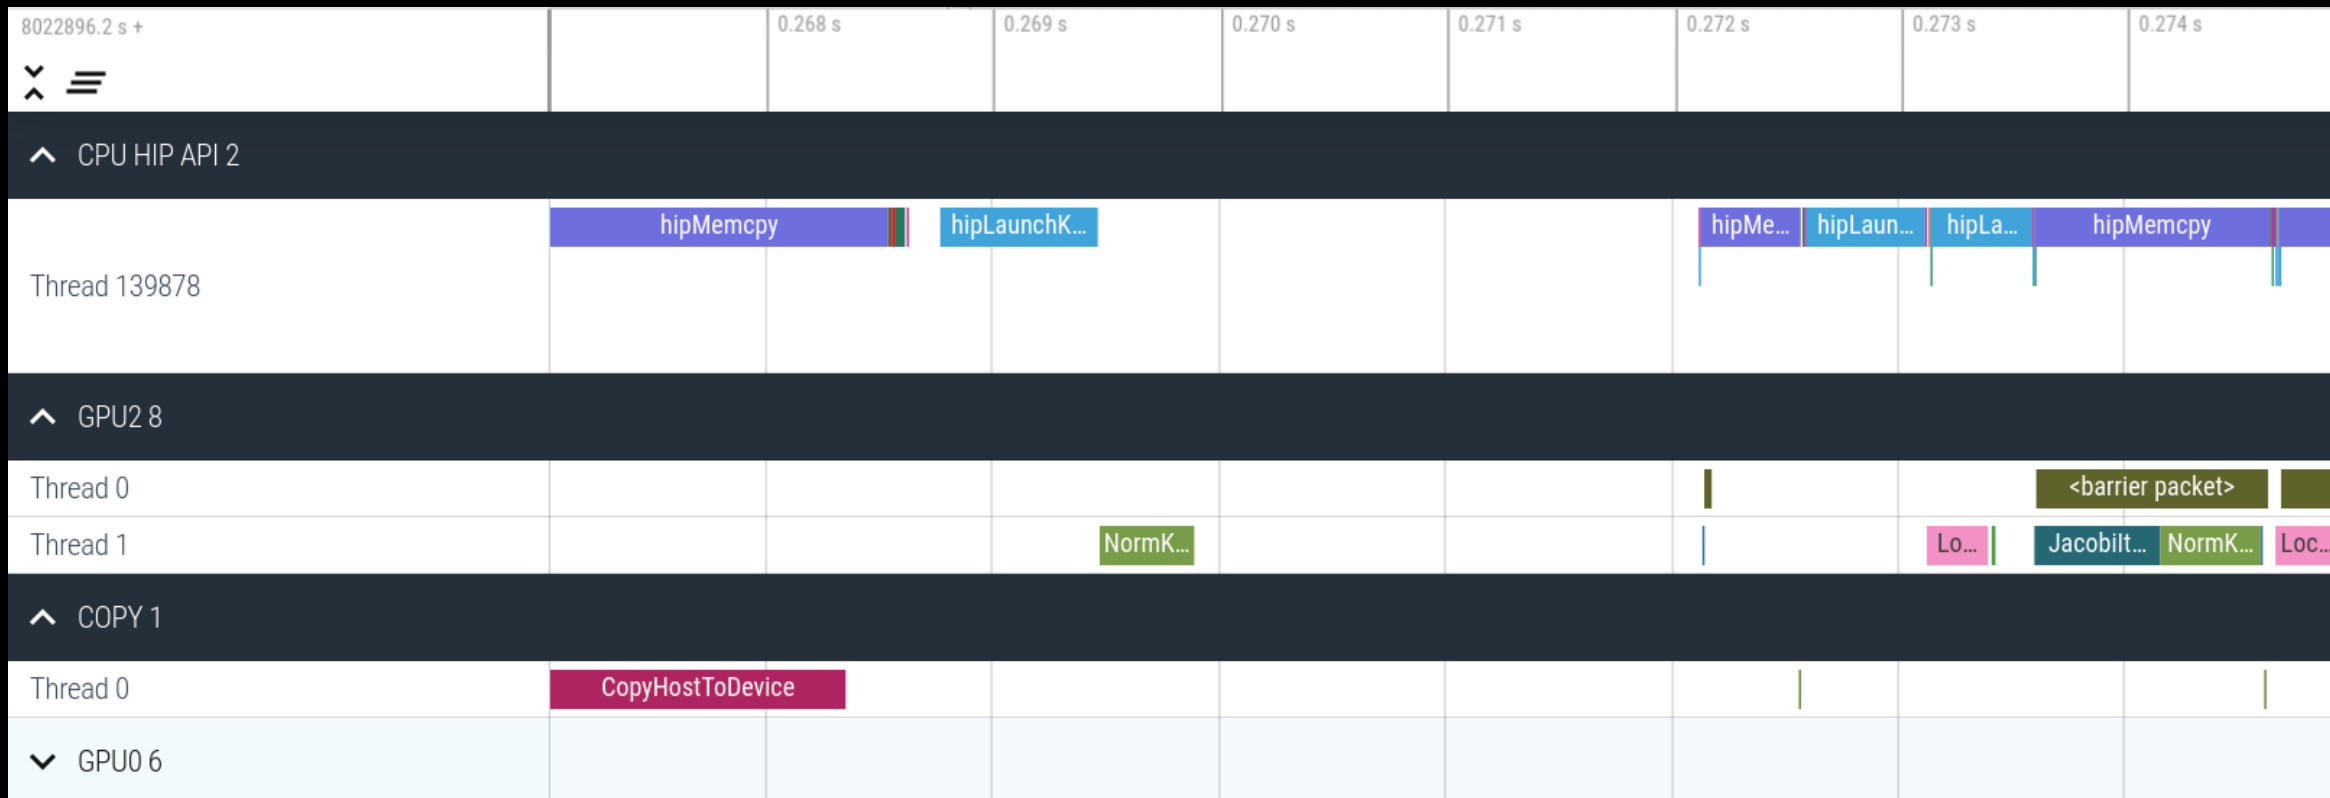 8022896.2 s +
0.268 s 0.269 s 0.270 s 0.271 s 0.272 s 0.273 s 0.274 s
CPU HIP API 2
hipMemcpy hipLaunchK... hipMe... hipLaun... hipLa... hipMemcpy
Thread 139878
GPU2 8
Thread 0 <barrier packet>
Thread 1 NormK... Lo... JacobiIt... NormK... Loc...
COPY 1
Thread 0 CopyHostToDevice
GPU0 6